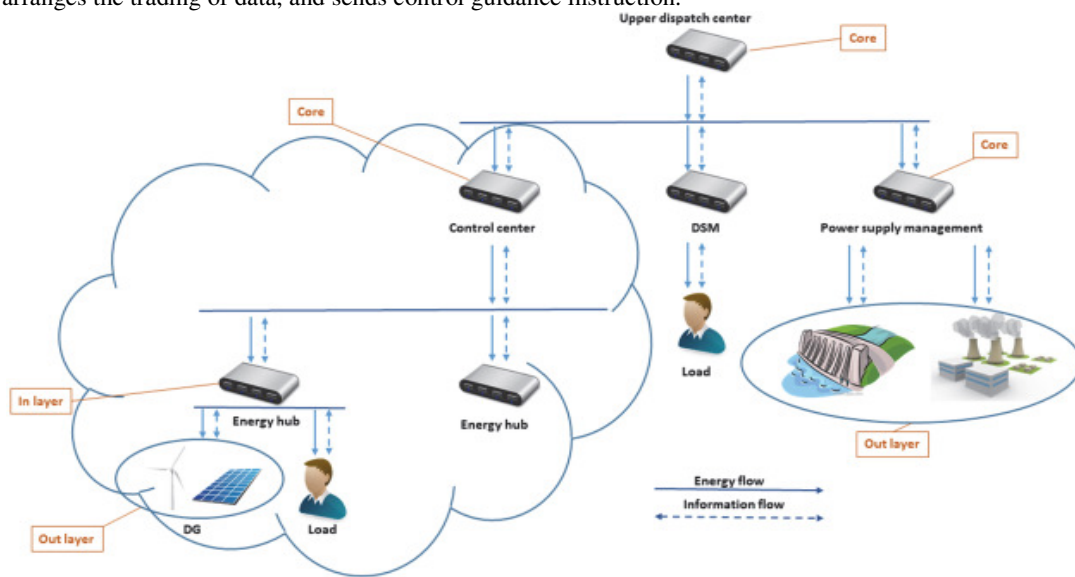 arranges the trading of data, and sends control guidance instruction.
Upper dispatch center
Core
Core
Core
Control center
DSM
Power supply management
In layer
Energy hub
Energy hub
Load
Out layer
Energy flow
Information flow
DG
Load
Out layer